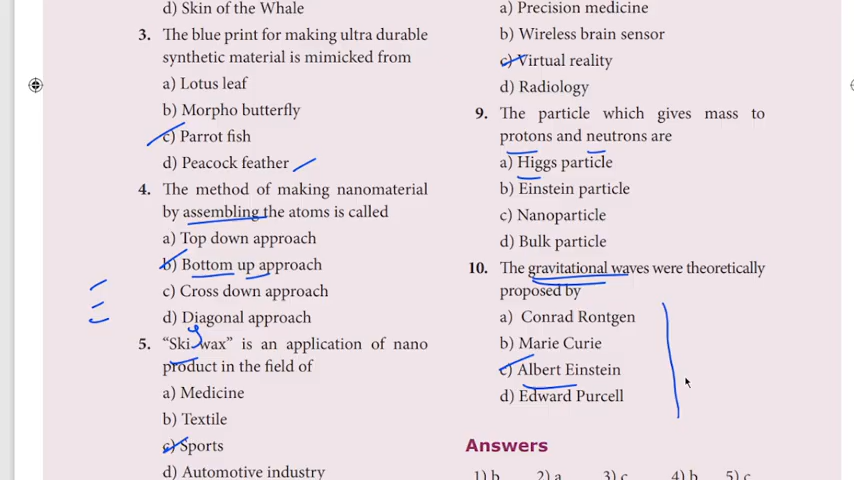 d) Skin of the Whale
3. The blue print for making ultra durable
synthetic material is mimicked from
a) Lotus leaf
b) Morpho butterfly
c) Parrot fish
d) Peacock feather
4. The method of making nanomaterial
by assembling the atoms is called
a) Top down approach
b) Bottom up approach
c) Cross down approach
d) Diagonal approach
5. “Ski wax” is an application of nano
product in the field of
a) Medicine
b) Textile
c) Sports
d) Automotive industry
a) Precision medicine
b) Wireless brain sensor
c) Virtual reality
d) Radiology
9. The particle which gives mass to
protons and neutrons are
a) Higgs particle
b) Einstein particle
c) Nanoparticle
d) Bulk particle
10. The gravitational waves were theoretically
proposed by
a) Conrad Rontgen
b) Marie Curie
c) Albert Einstein
d) Edward Purcell
Answers
1) b 2) a 3) c 4) b 5) c